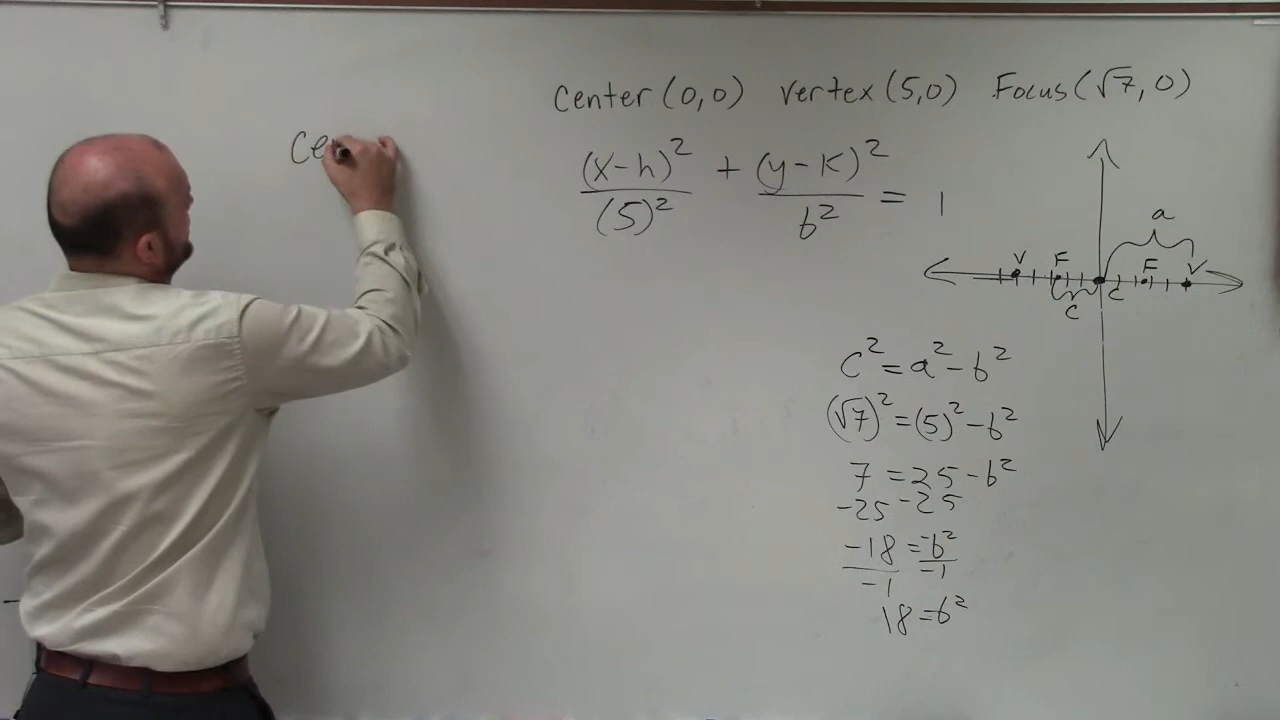 Center (0,0) Vertex (5,0) Focus (√7, 0)
Ce
(x-h)² / (5)² + (y-k)² / b² = 1
a
V F F V
C C
c² = a² - b²
(√7)² = (5)² - b²
7 = 25 - b²
-25 -25
-18 = -b²
-1 -1
18 = b²